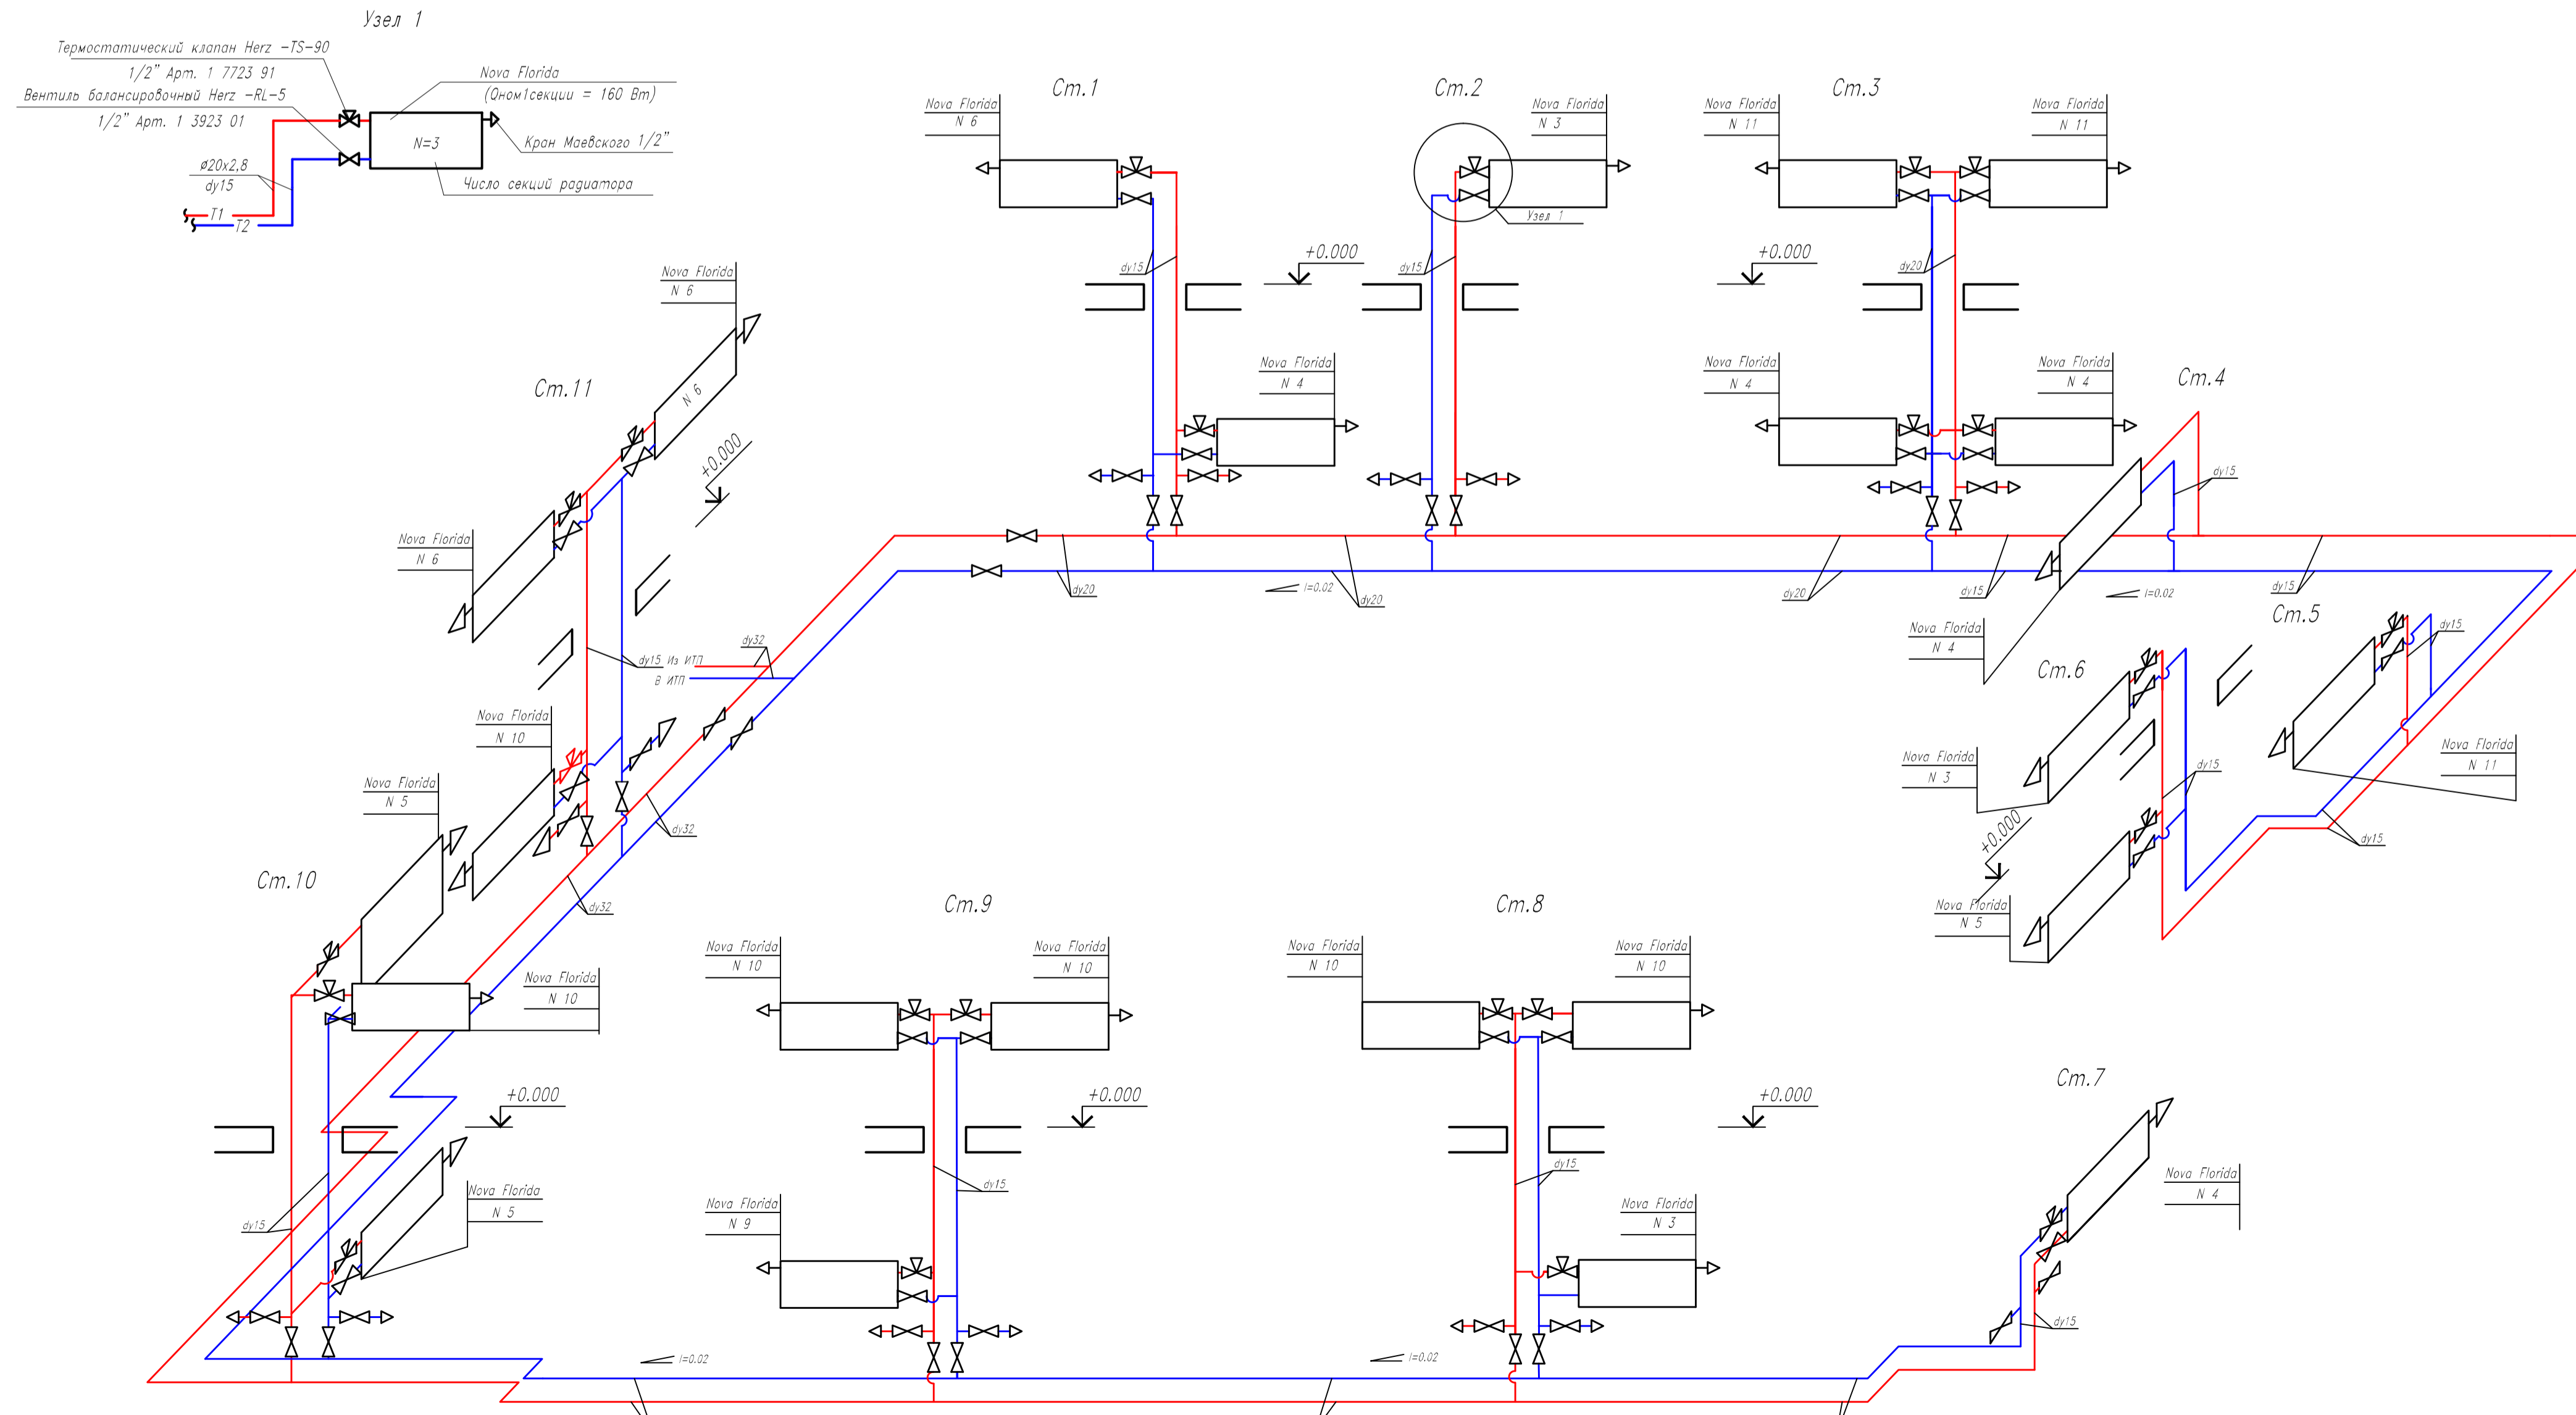 Узел 1
Термостатический клапан Herz -TS-90
1/2" Арт. 1 7723 91
Вентиль балансировочный Herz -RL-5
1/2" Арт. 1 3923 01
Nova Florida
(Qном1секции = 160 Вт)
N=3
Кран Маевского 1/2"
Число секций радиатора
ø20х2,8
dy15
Т1
Т2
Ст.1
Nova Florida
N 6
dy15
+0.000
Nova Florida
N 4
Ст.2
Nova Florida
N 3
Узел 1
dy15
Ст.3
Nova Florida
N 11
Nova Florida
N 11
+0.000
dy20
Nova Florida
N 4
Nova Florida
N 4
Ст.4
dy15
Nova Florida
N 4
dy20
i=0.02
dy20
dy20
dy15
i=0.02
dy15
Ст.5
dy15
Nova Florida
N 11
Ст.6
Nova Florida
N 3
dy15
+0.000
Nova Florida
N 5
dy15
Ст.11
Nova Florida
N 6
N 6
+0.000
Nova Florida
N 6
dy15
Из ИТП
В ИТП
dy32
Nova Florida
N 10
dy32
dy32
Ст.10
Nova Florida
N 5
Nova Florida
N 10
+0.000
Nova Florida
N 5
dy15
Ст.9
Nova Florida
N 10
Nova Florida
N 10
+0.000
dy15
Nova Florida
N 9
i=0.02
Ст.8
Nova Florida
N 10
Nova Florida
N 10
+0.000
dy15
Nova Florida
N 3
i=0.02
Ст.7
Nova Florida
N 4
dy15